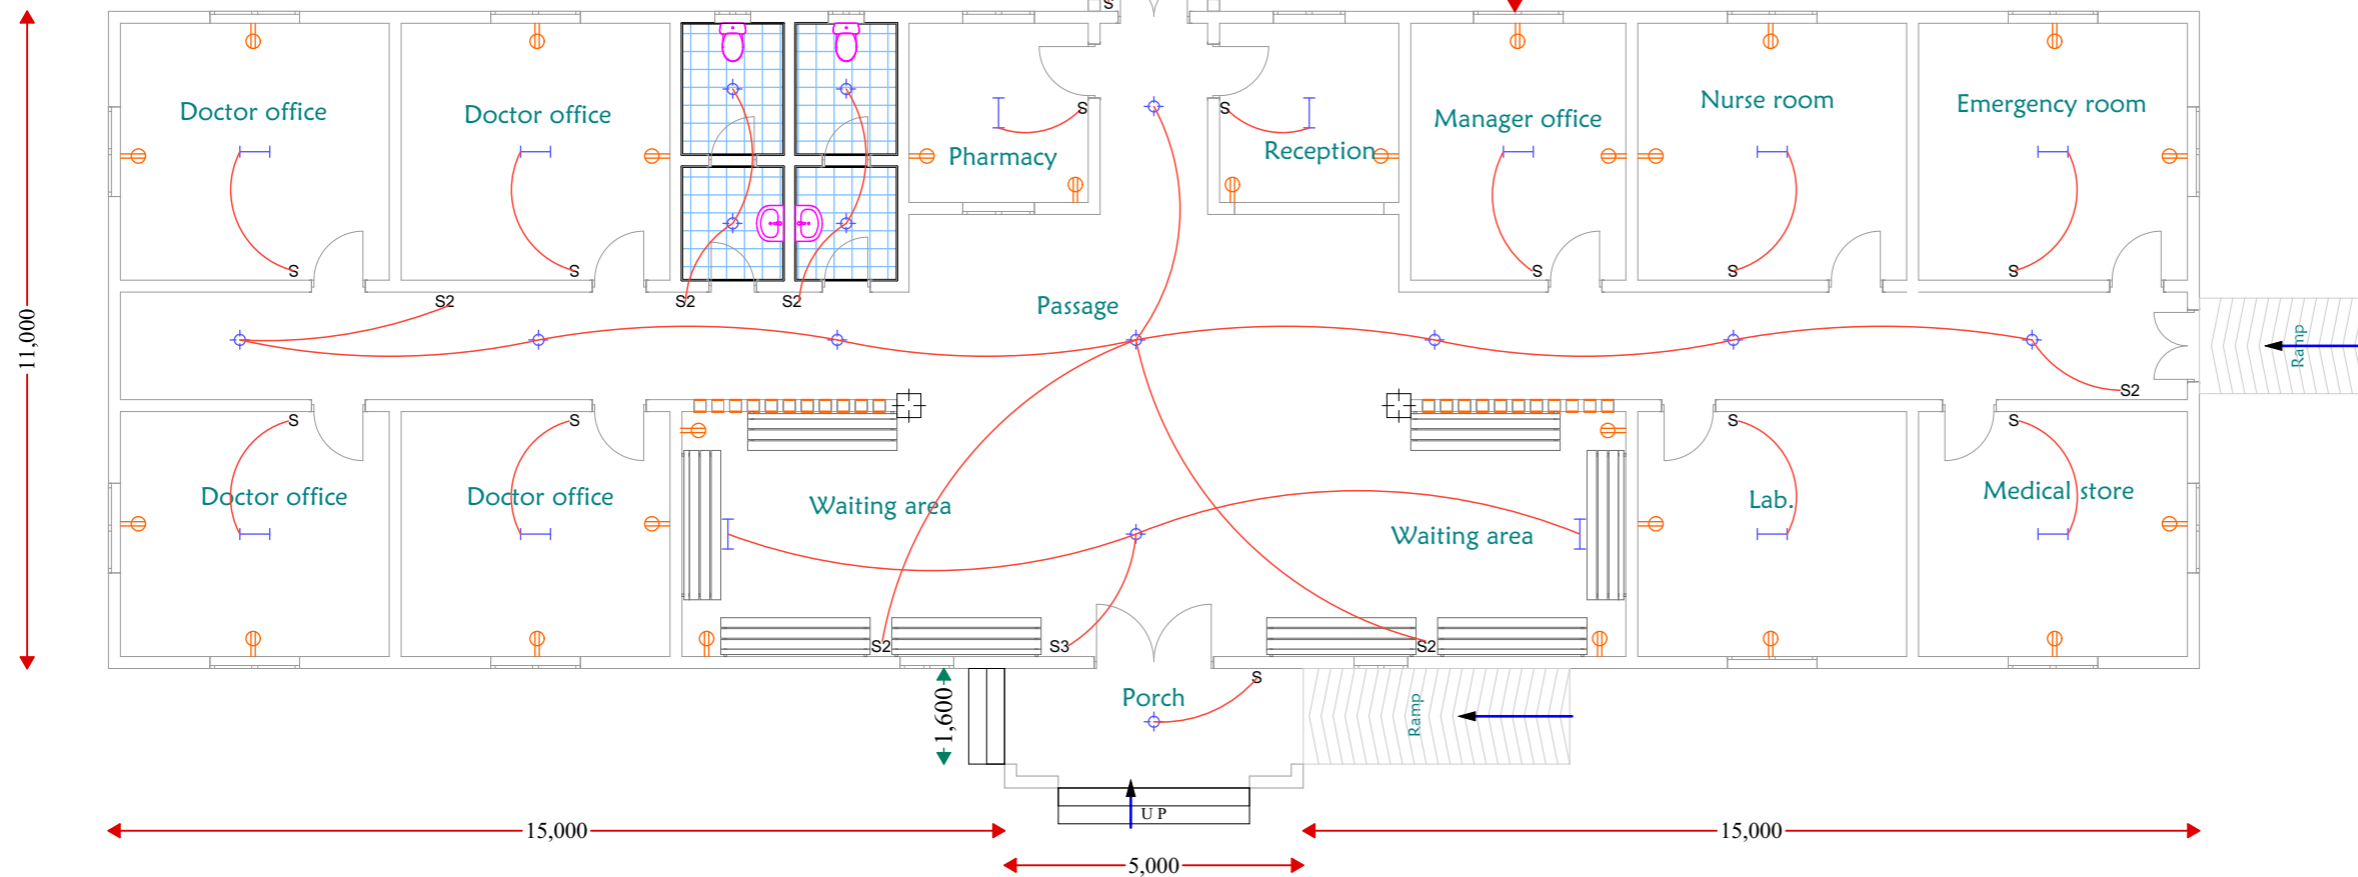 S
Doctor office
Doctor office
Pharmacy
S
S
Reception
Manager office
Nurse room
Emergency room
S
S
S
S
S
S2
S2
S2
Passage
11,000
Ramp
S2
S
S
S
S
Doctor office
Doctor office
Waiting area
Waiting area
Lab.
Medical store
S2
S3
S2
S
Porch
1,600
Ramp
UP
15,000
15,000
5,000